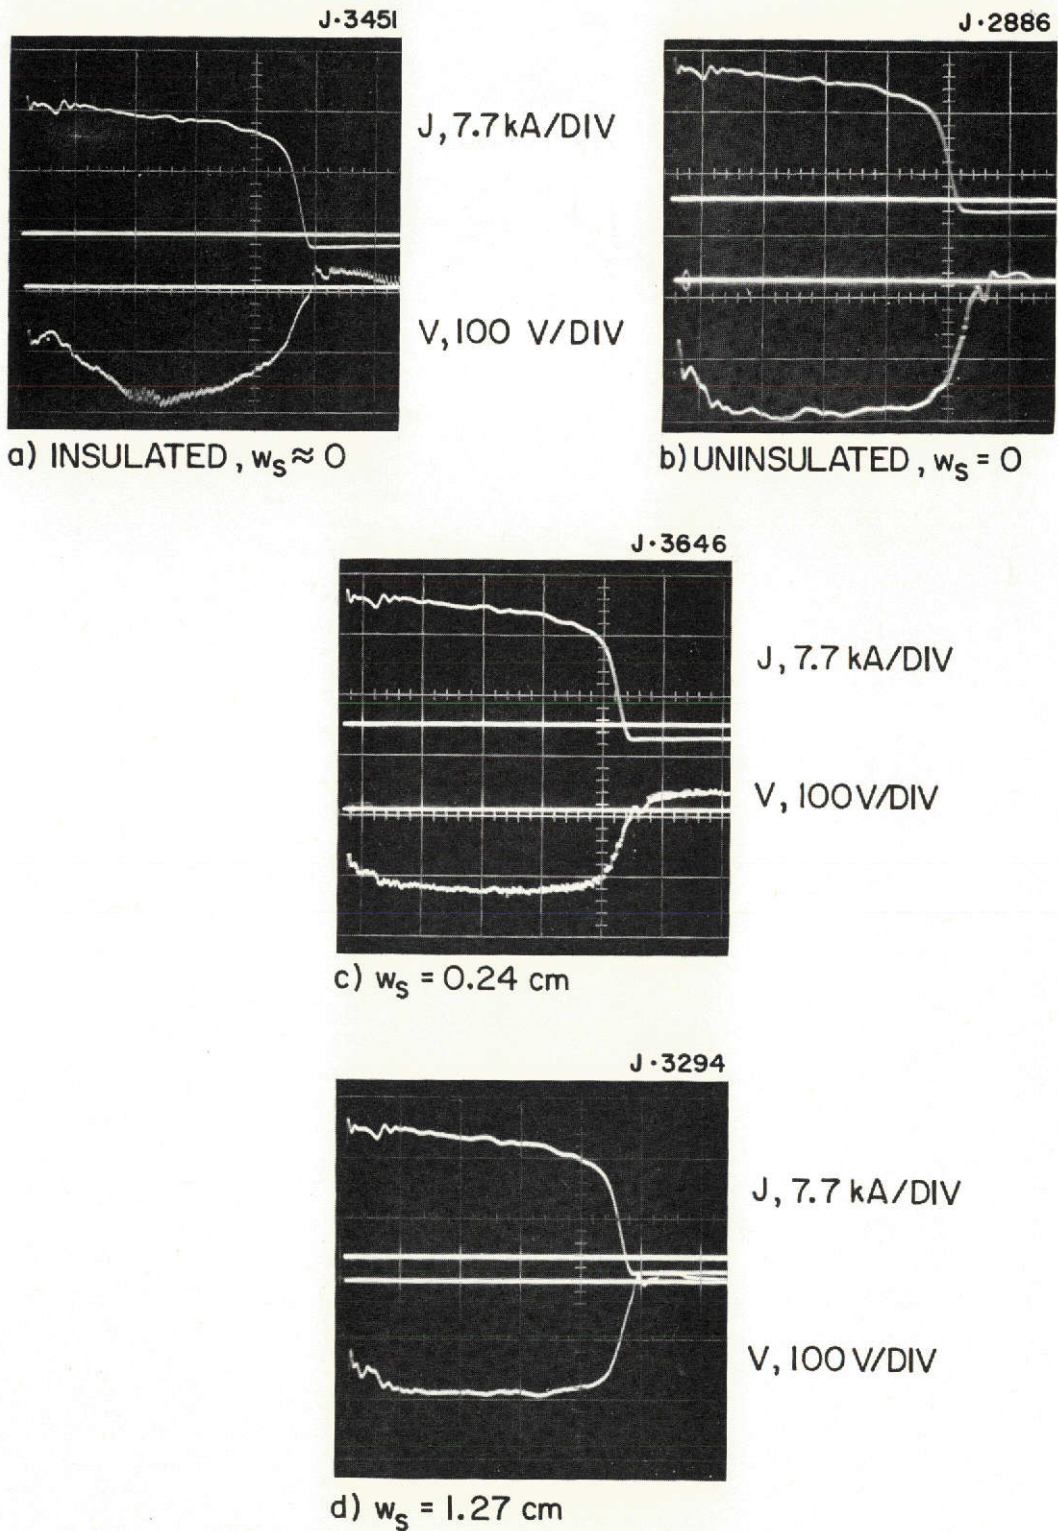 J·3451
J·2886
J, 7.7 kA/DIV
V, 100 V/DIV
a) INSULATED, wₛ ≈ 0
b) UNINSULATED, wₛ = 0
J·3646
J, 7.7 kA/DIV
V, 100V/DIV
c) wₛ = 0.24 cm
J·3294
J, 7.7 kA/DIV
V, 100V/DIV
d) wₛ = 1.27 cm